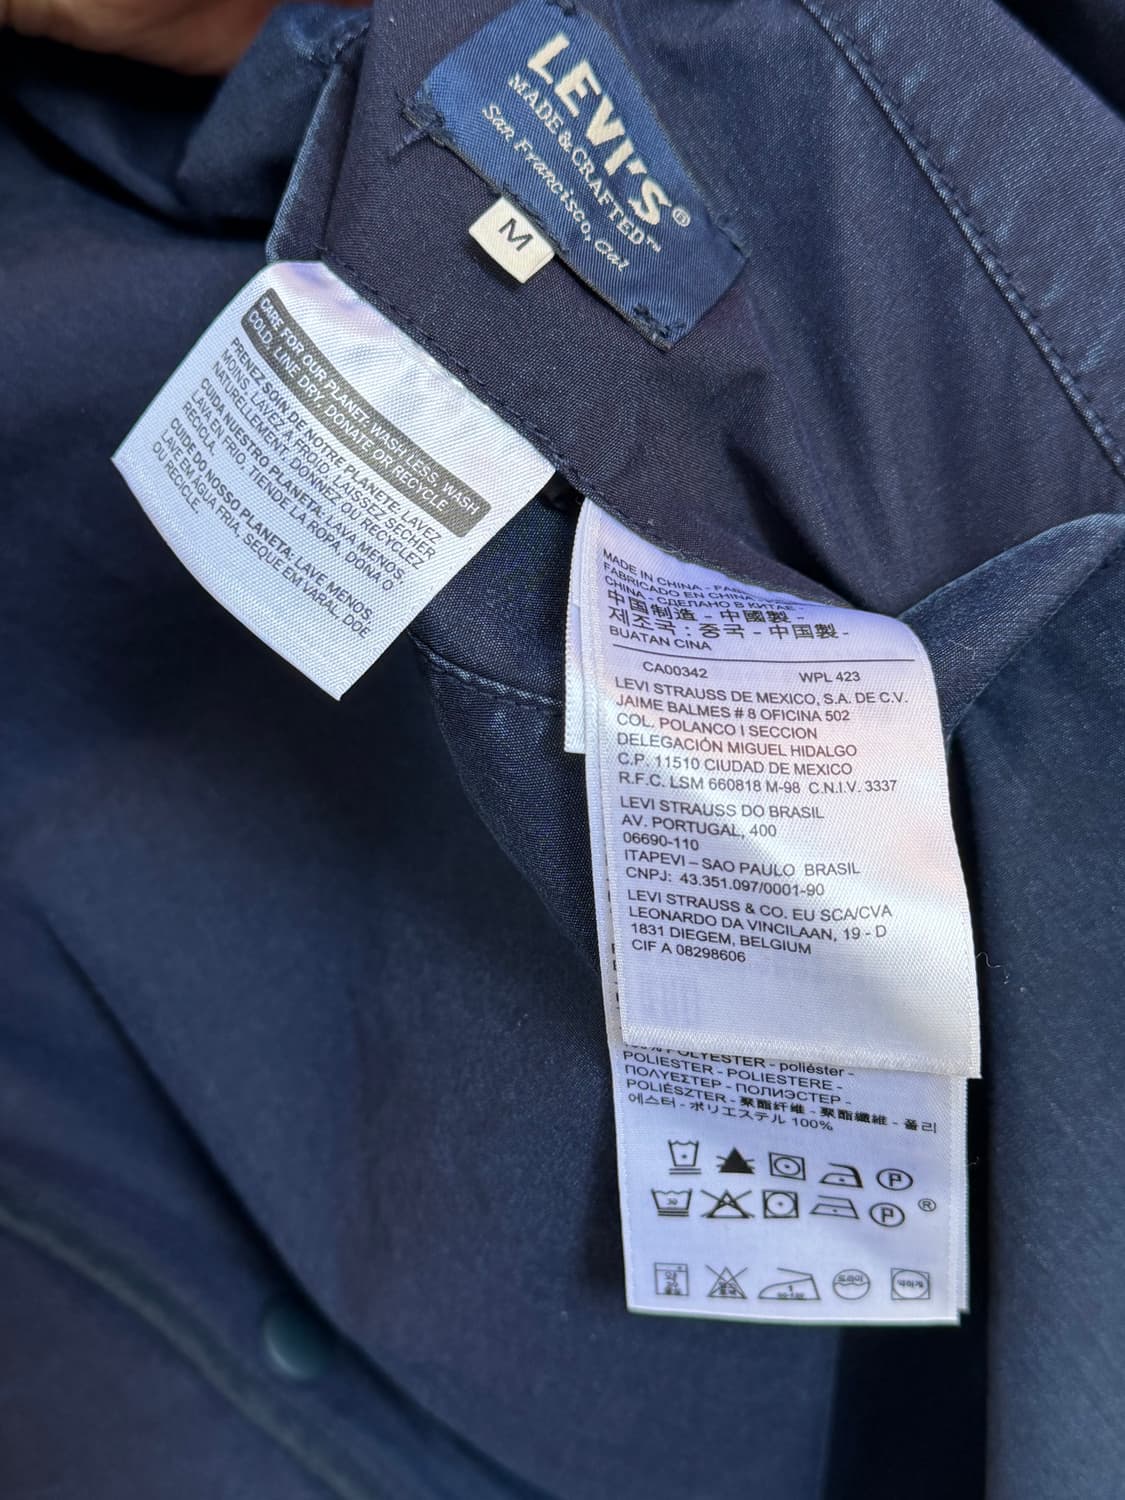 LEVI'S®
MADE & CRAFTED™
San Francisco, Cal
M
CARE FOR OUR PLANET: WASH LESS, WASH
COLD, LINE DRY, DONATE OR RECYCLE
PRENEZ SOIN DE NOTRE PLANETE: LAVEZ
MOINS, LAVEZ A FROID, LAISSEZ SECHER
NATURELLEMENT, DONNEZ OU RECYCLEZ
CUIDA NUESTRO PLANETA: LAVA MENOS,
LAVA EN FRIO, TIENDE LA ROPA, DONA O
RECICLA.
CUIDE DO NOSSO PLANETA: LAVE MENOS,
LAVE EM ÁGUA FRIA, SEQUE EM VARAL, DOE
OU RECICLE.
MADE IN CHINA -
FABRICADO EN CHINA -
CHINA - СДЕЛАНО В КИТАЕ -
中国制造 - 中國製 -
제조국 : 중국 - 中国製 -
BUATAN CINA
CA00342 WPL 423
LEVI STRAUSS DE MEXICO, S.A. DE C.V.
JAIME BALMES # 8 OFICINA 502
COL. POLANCO I SECCION
DELEGACIÓN MIGUEL HIDALGO
C.P. 11510 CIUDAD DE MEXICO
R.F.C. LSM 660818 M-98 C.N.I.V. 3337
LEVI STRAUSS DO BRASIL
AV. PORTUGAL, 400
06690-110
ITAPEVI – SAO PAULO BRASIL
CNPJ: 43.351.097/0001-90
LEVI STRAUSS & CO. EU SCA/CVA
LEONARDO DA VINCILAAN, 19 - D
1831 DIEGEM, BELGIUM
CIF A 08298606
POLYESTER - poliéster -
POLIESTER - POLIESTERE -
ΠΟΛΥΕΣΤΕΡ - ПОЛИЭСТЕР -
POLIÉSZTER - 聚酯纤维 - 聚酯纖維 - 폴리
에스터 - ポリエステル 100%
P
30 P ®